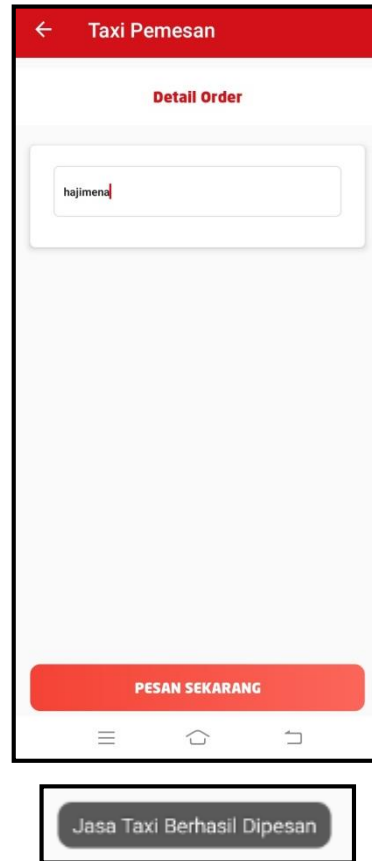 Taxi Pemesan
Detail Order
hajimena
PESAN SEKARANG
Jasa Taxi Berhasil Dipesan